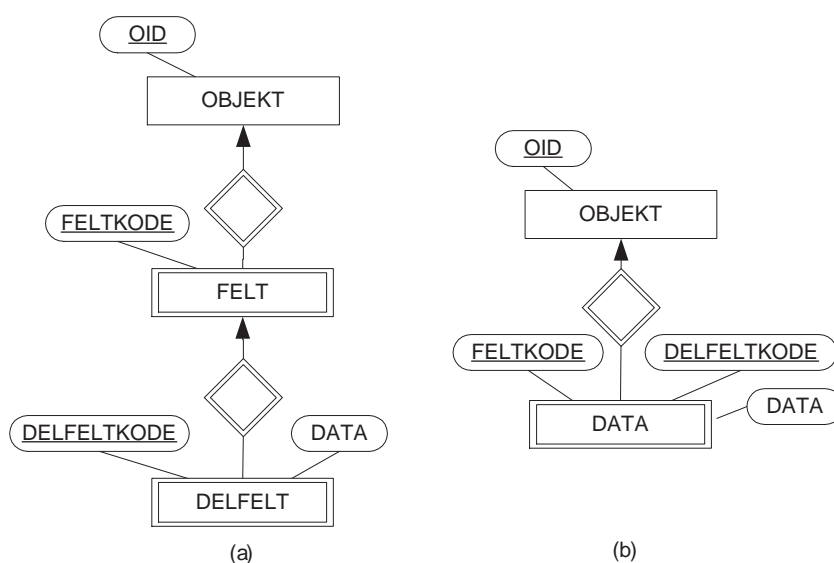 OID
OBJEKT
FELTKODE
FELT
DELFELTKODE
DATA
DELFELT
(a)
OID
OBJEKT
FELTKODE
DELFELTKODE
DATA
DATA
(b)